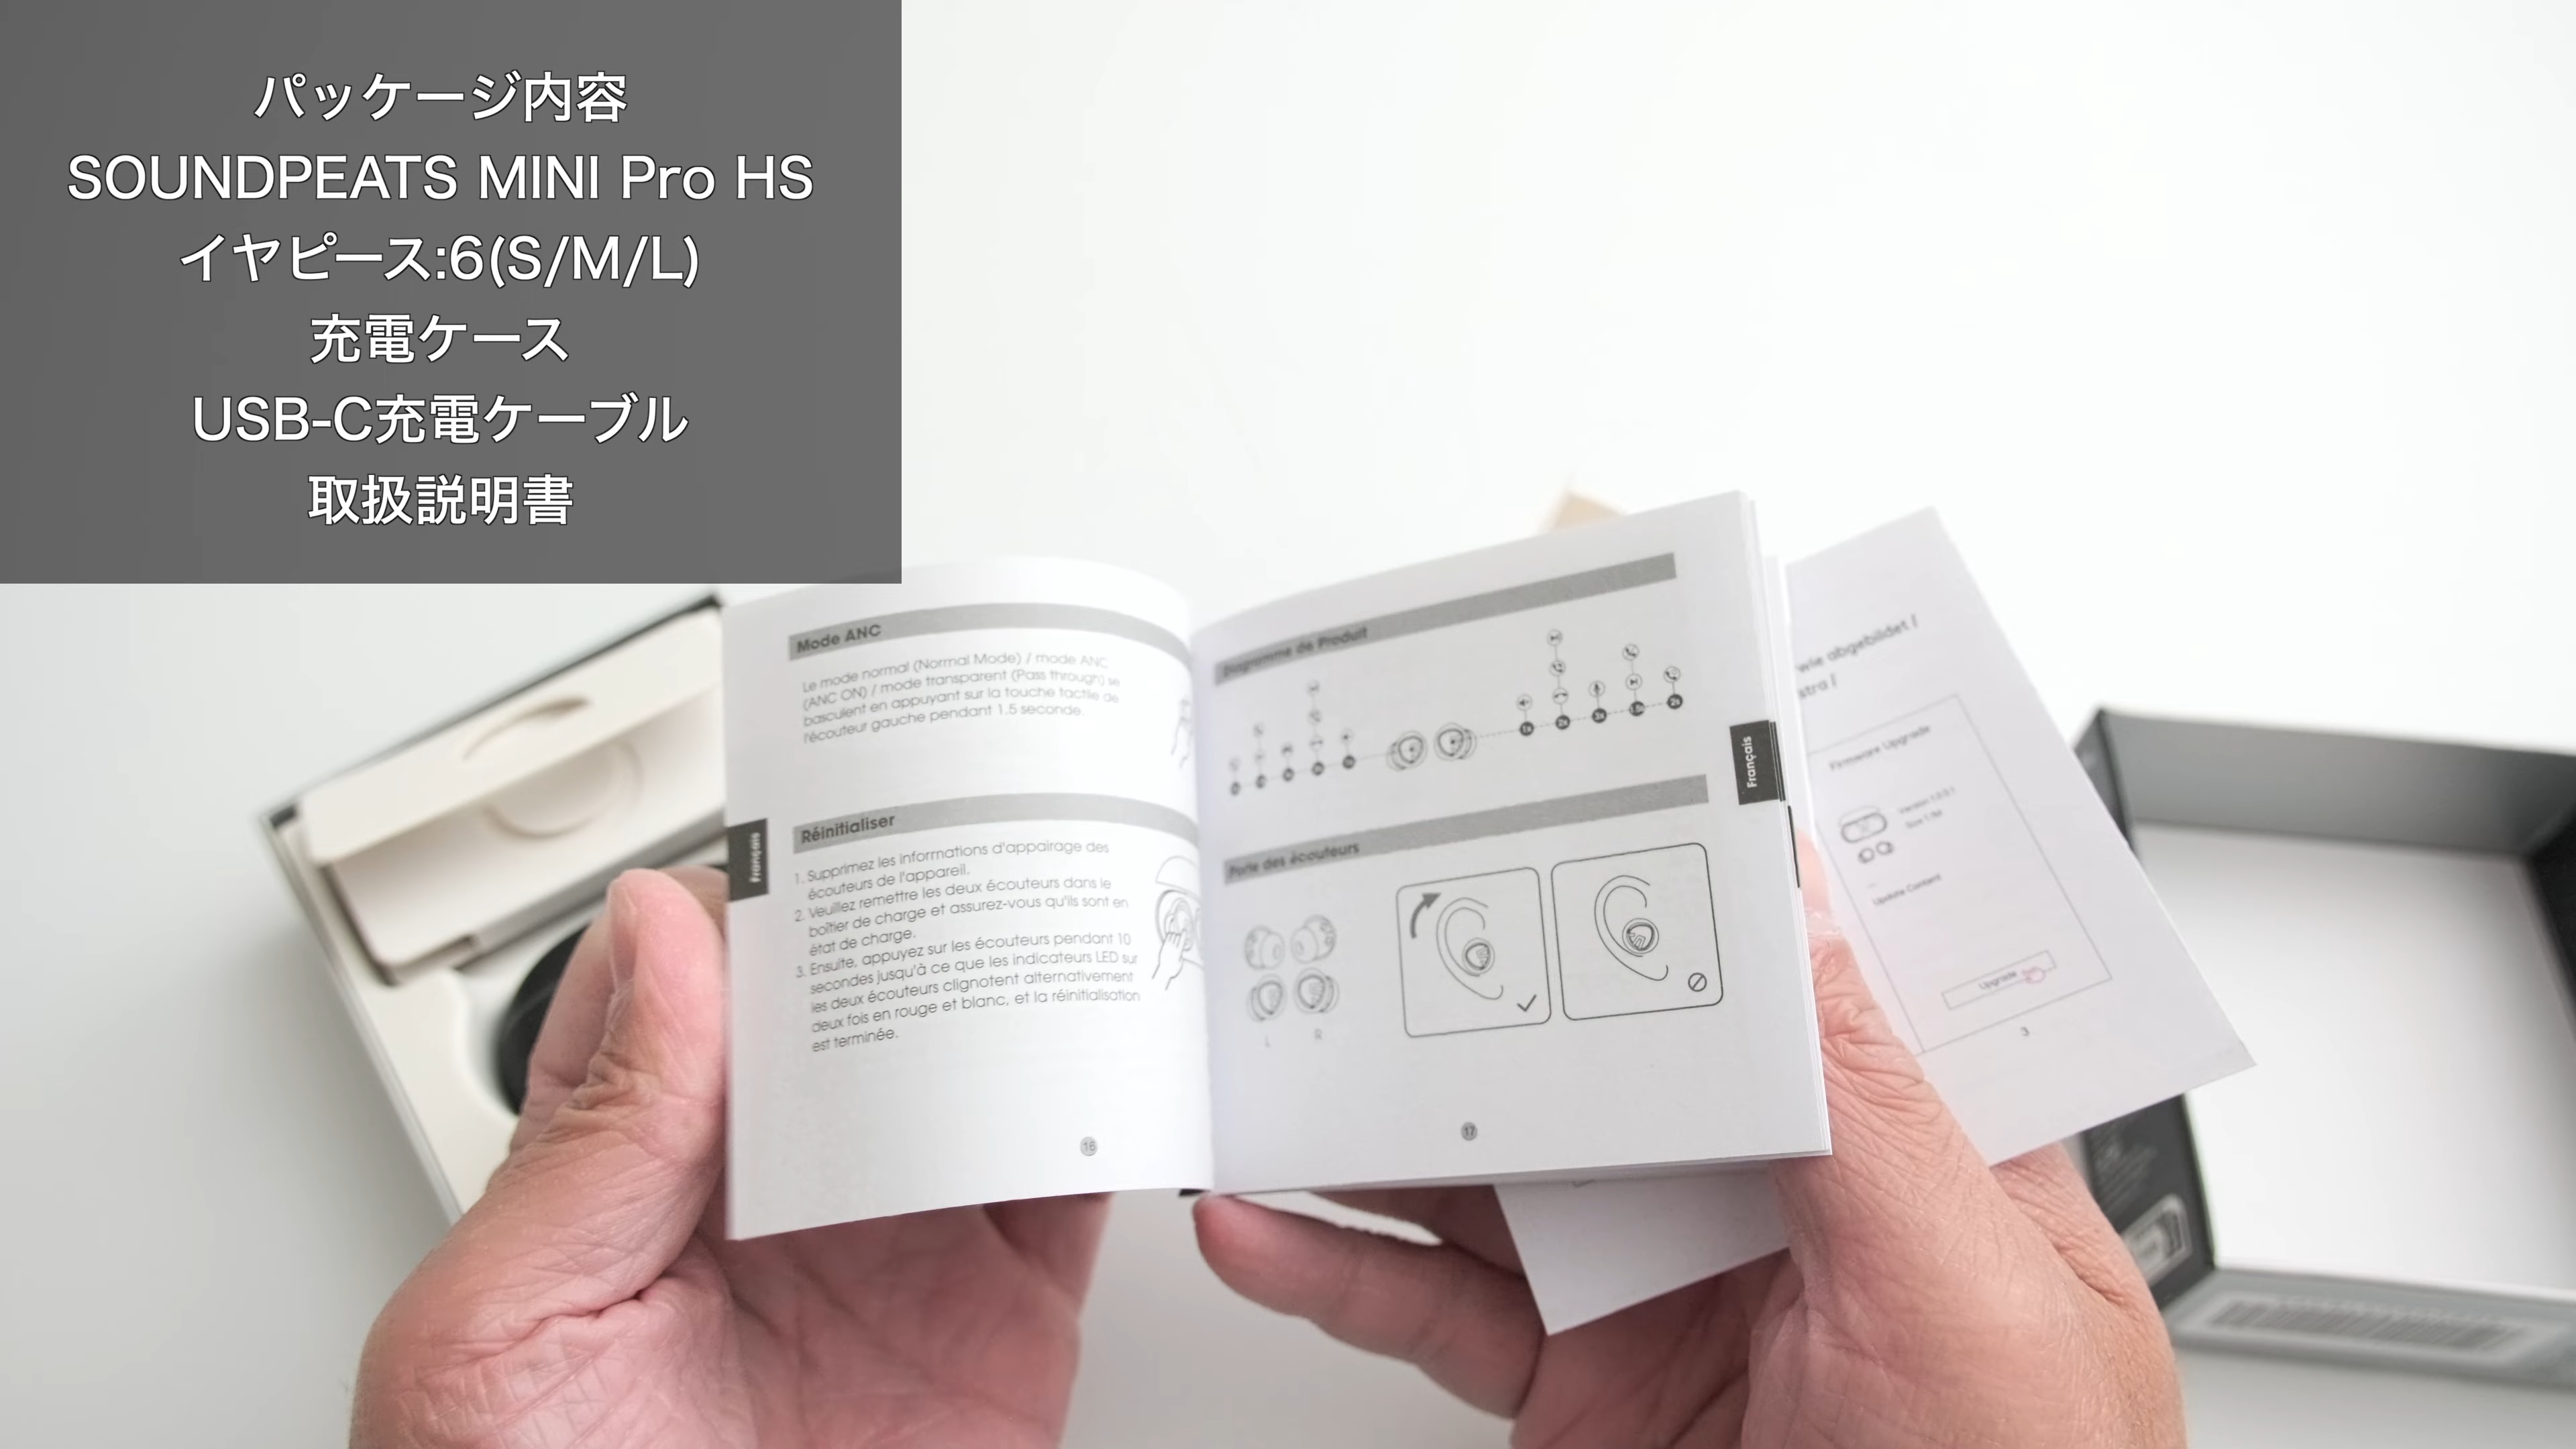 パッケージ内容
SOUNDPEATS MINI Pro HS
イヤピース:6(S/M/L)
充電ケース
USB-C充電ケーブル
取扱説明書
Mode ANC
Le mode normal (Normal Mode) / mode ANC
(ANC ON) / mode transparent (Pass through) se
basculent en appuyant sur la touche tactile de
l'écouteur gauche pendant 1.5 seconde.
Français
Réinitialiser
1. Supprimez les informations d'appairage des
écouteurs de l'appareil.
2. Veuillez remettre les deux écouteurs dans le
boîtier de charge et assurez-vous qu'ils sont en
état de charge.
3. Ensuite, appuyez sur les écouteurs pendant 10
secondes jusqu'à ce que les indicateurs LED sur
les deux écouteurs clignotent alternativement
deux fois en rouge et blanc, et la réinitialisation
est terminée.
16
Diagramme de Produit
Français
Porte des écouteurs
L R
17
wie abgebildet
Firmware Upgrade
Update Content
Upgrade
3